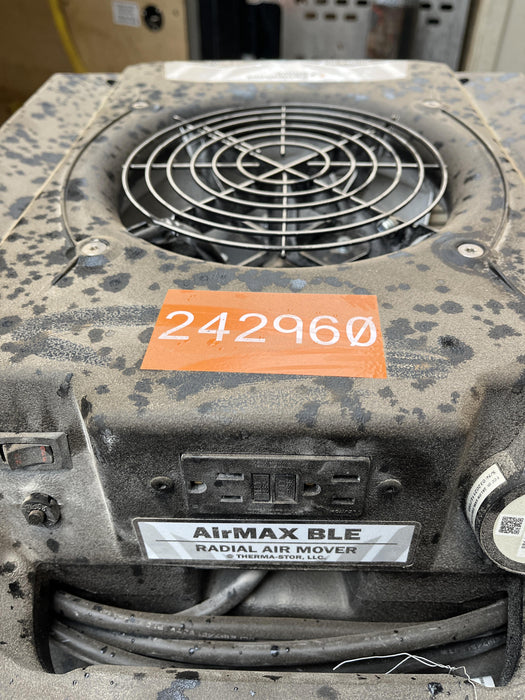 242960
AirMAX BLE
RADIAL AIR MOVER
© THERMA-STOR, LLC.